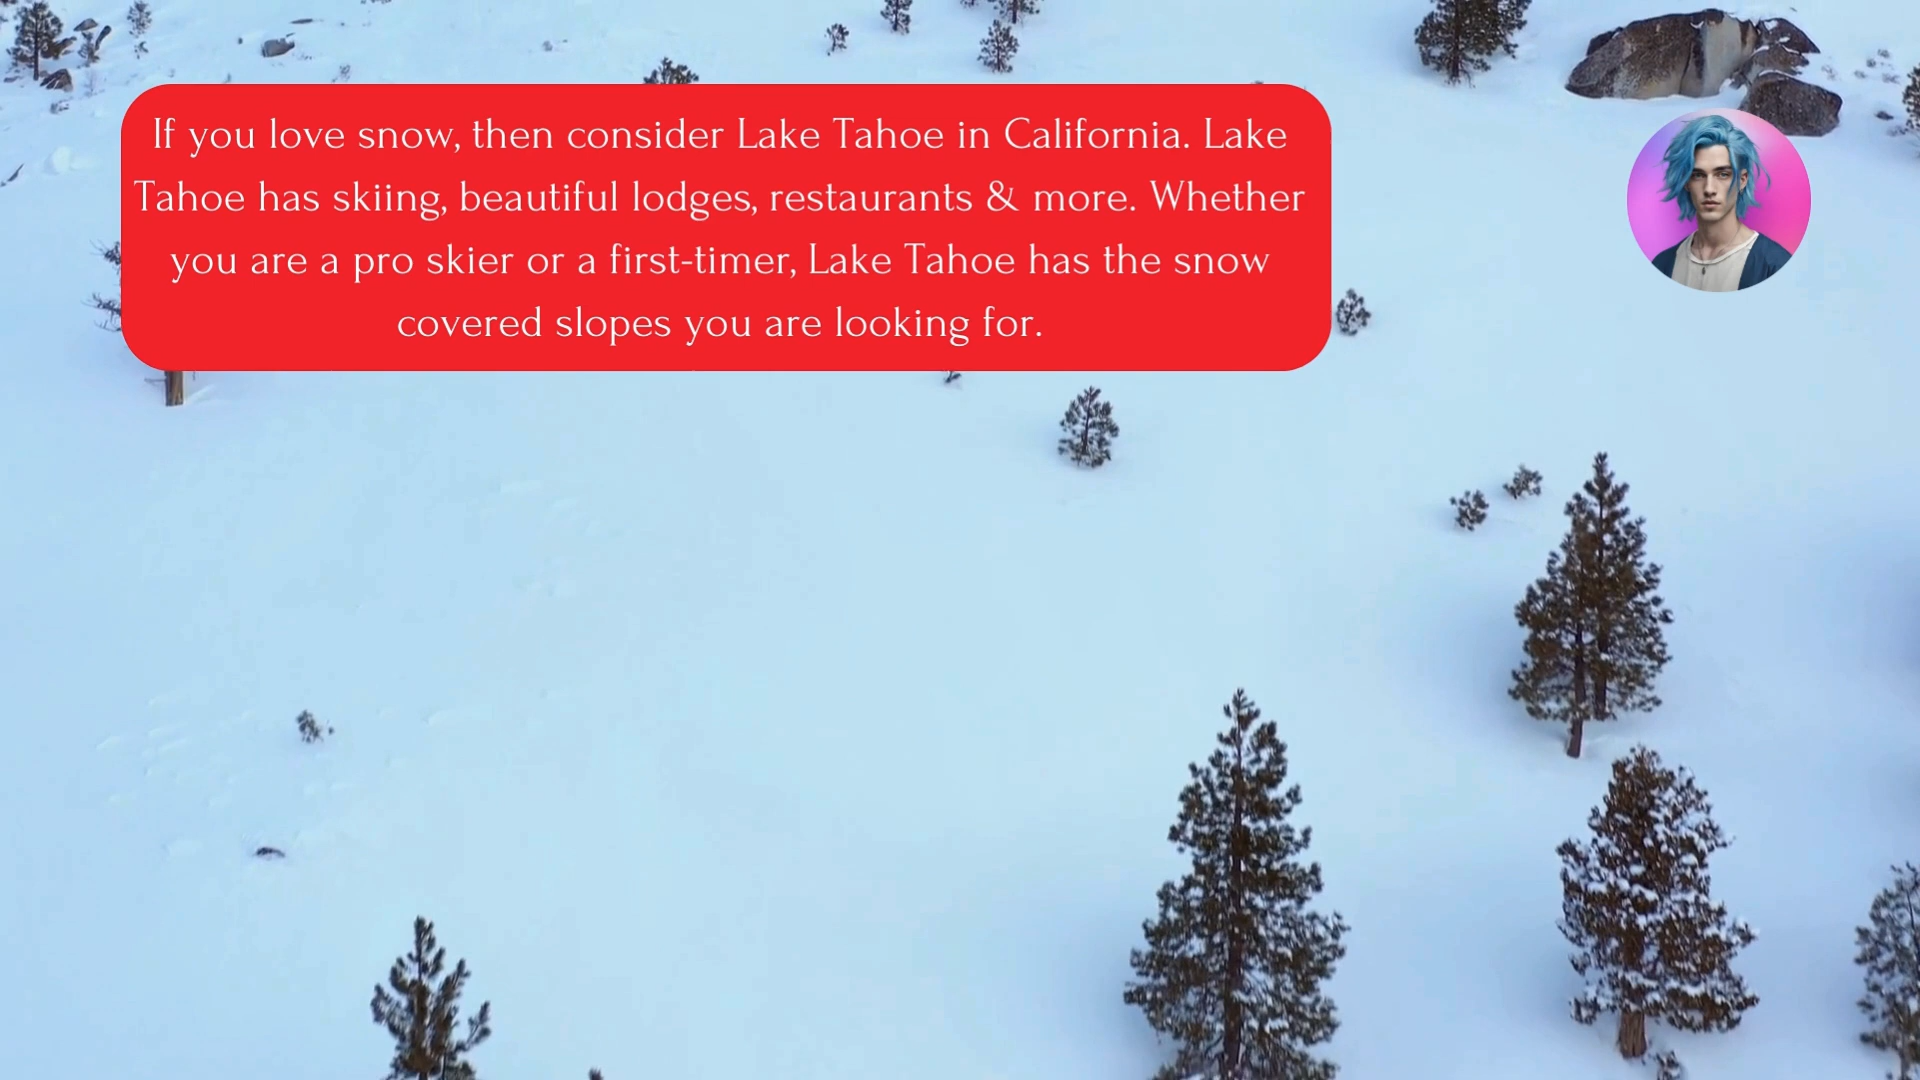 If you love snow, then consider Lake Tahoe in California. Lake
Tahoe has skiing, beautiful lodges, restaurants & more. Whether
you are a pro skier or a first-timer, Lake Tahoe has the snow
covered slopes you are looking for.